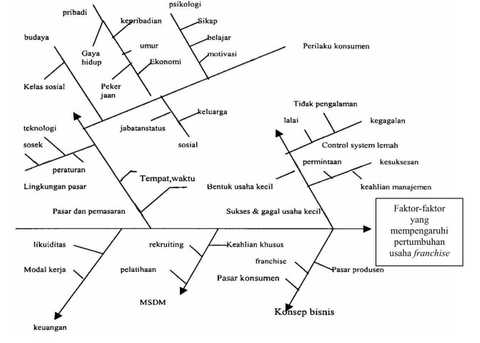 psikologi
pribadi
kepribadian
Sikap
budaya
umur
belajar
Gaya
hidup
Ekonomi
motivasi
Perilaku konsumen
Kelas sosial
Peker
jaan
Tidak pengalaman
keluarga
lalai
kegagalan
teknologi
jabatanstatus
sosek
sosial
Control system lemah
permintaan
kesuksesan
peraturan
Tempat,waktu
Lingkungan pasar
Bentuk usaha kecil
keahlian manajemen
Pasar dan pemasaran
Sukses & gagal usaha kecil
Faktor-faktor
yang
mempengaruhi
pertumbuhan
usaha franchise
likuiditas
rekruiting
Keahlian khusus
franchise
Modal kerja
pelatihaan
Pasar produsen
Pasar konsumen
MSDM
Konsep bisnis
keuangan